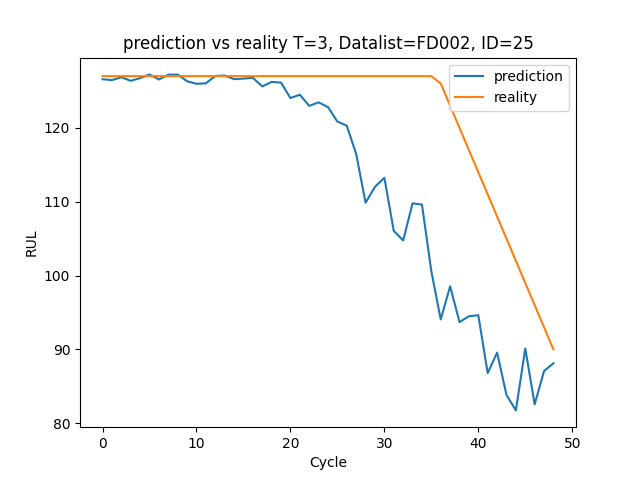 prediction vs reality T=3, Datalist=FD002, ID=25
prediction
reality
RUL
120
110
100
90
80
0 10 20 30 40 50
Cycle